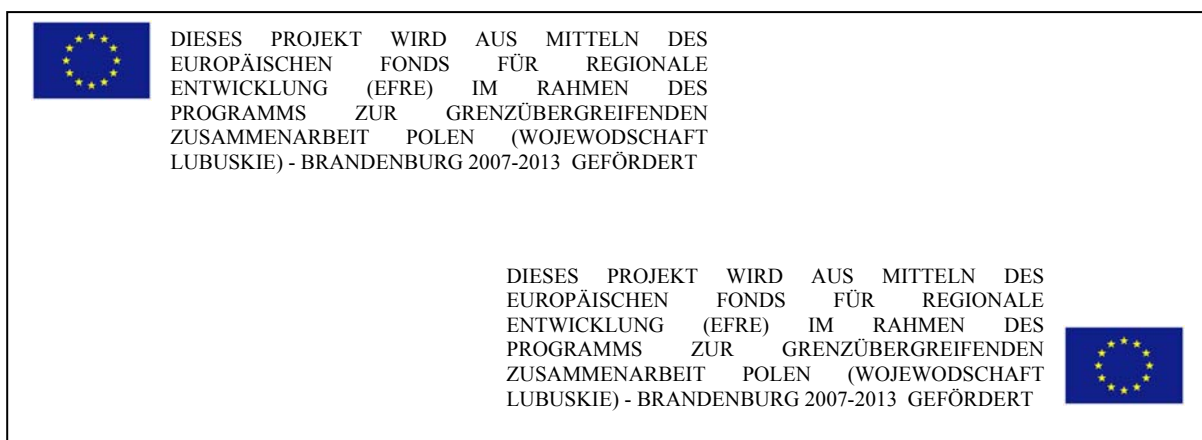 DIESES PROJEKT WIRD AUS MITTELN DES
EUROPÄISCHEN FONDS FÜR REGIONALE
ENTWICKLUNG (EFRE) IM RAHMEN DES
PROGRAMMS ZUR GRENZÜBERGREIFENDEN
ZUSAMMENARBEIT POLEN (WOJEWODSCHAFT
LUBUSKIE) - BRANDENBURG 2007-2013 GEFÖRDERT
DIESES PROJEKT WIRD AUS MITTELN DES
EUROPÄISCHEN FONDS FÜR REGIONALE
ENTWICKLUNG (EFRE) IM RAHMEN DES
PROGRAMMS ZUR GRENZÜBERGREIFENDEN
ZUSAMMENARBEIT POLEN (WOJEWODSCHAFT
LUBUSKIE) - BRANDENBURG 2007-2013 GEFÖRDERT